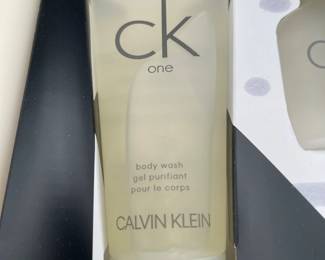 ck
one
body wash
gel purifiant
pour le corps
CALVIN KLEIN